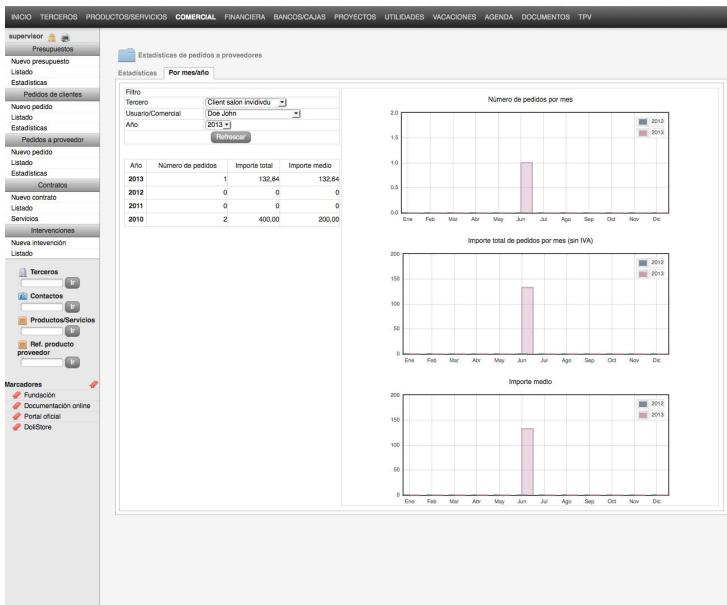 INICIO TERCEROS PRODUCTOS/SERVICIOS COMERCIAL FINANCIERA BANCOS/CAJAS PROYECTOS UTILIDADES VACACIONES AGENDA DOCUMENTOS TPV
supervisor
Presupuestos
Nuevo presupuesto
Listado
Estadísticas
Pedidos de clientes
Nuevo pedido
Listado
Estadísticas
Pedidos a proveedor
Nuevo pedido
Listado
Estadísticas
Contratos
Nuevo contrato
Listado
Servicios
Intervenciones
Nueva intevención
Listado
Terceros
Ir
Contactos
Ir
Productos/Servicios
Ir
Ref. producto
proveedor
Ir
Marcadores
Fundación
Documentación online
Portal oficial
DoliStore
Estadísticas de pedidos a proveedores
Estadísticas Por mes/año
Filtro
Tercero Client salon invidivdu
Usuario/Comercial Doe John
Año 2013
Refrescar
Año Número de pedidos Importe total Importe medio
2013 1 132,64 132,64
2012 0 0 0
2011 0 0 0
2010 2 400,00 200,00
Número de pedidos por mes
2.0
1.5
1.0
0.5
0.0
2012
2013
Ene Feb Mar Abr May Jun Jul Ago Sep Oct Nov Dic
Importe total de pedidos por mes (sin IVA)
200
150
100
50
0
2012
2013
Ene Feb Mar Abr May Jun Jul Ago Sep Oct Nov Dic
Importe medio
200
150
100
50
0
2012
2013
Ene Feb Mar Abr May Jun Jul Ago Sep Oct Nov Dic